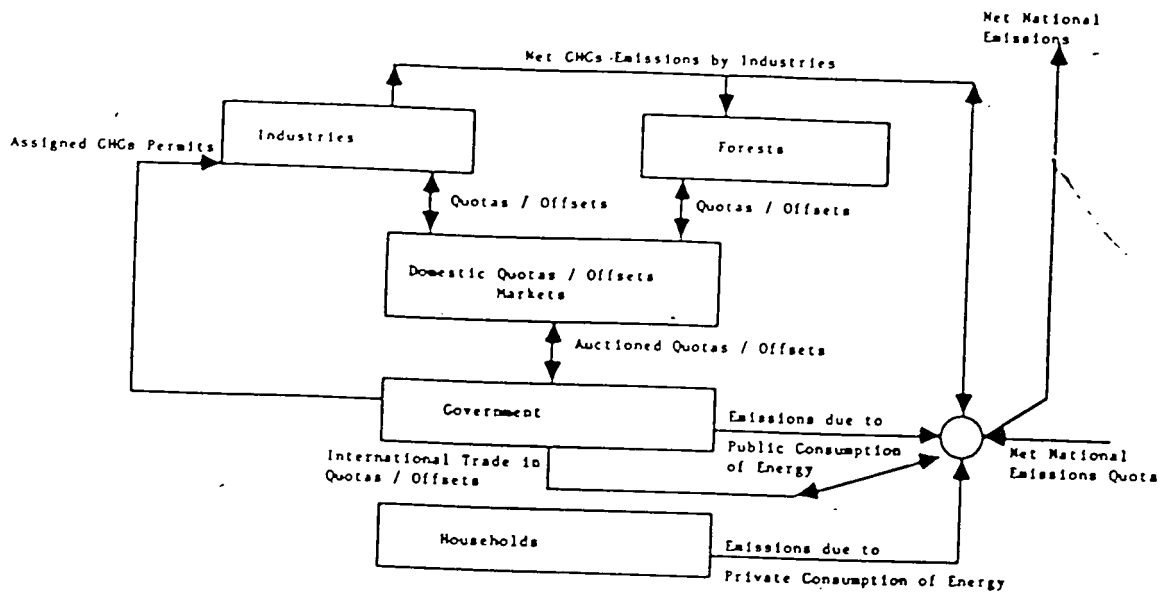 Net National
Emissions
Net GHGs Emissions by Industries
Industries
Forests
Assigned GHGs Permits
Quotas / Offsets
Quotas / Offsets
Domestic Quotas / Offsets
Markets
Auctioned Quotas / Offsets
Government
Emissions due to
Public Consumption
of Energy
International Trade in
Quotas / Offsets
Net National
Emissions Quota
Households
Emissions due to
Private Consumption of Energy